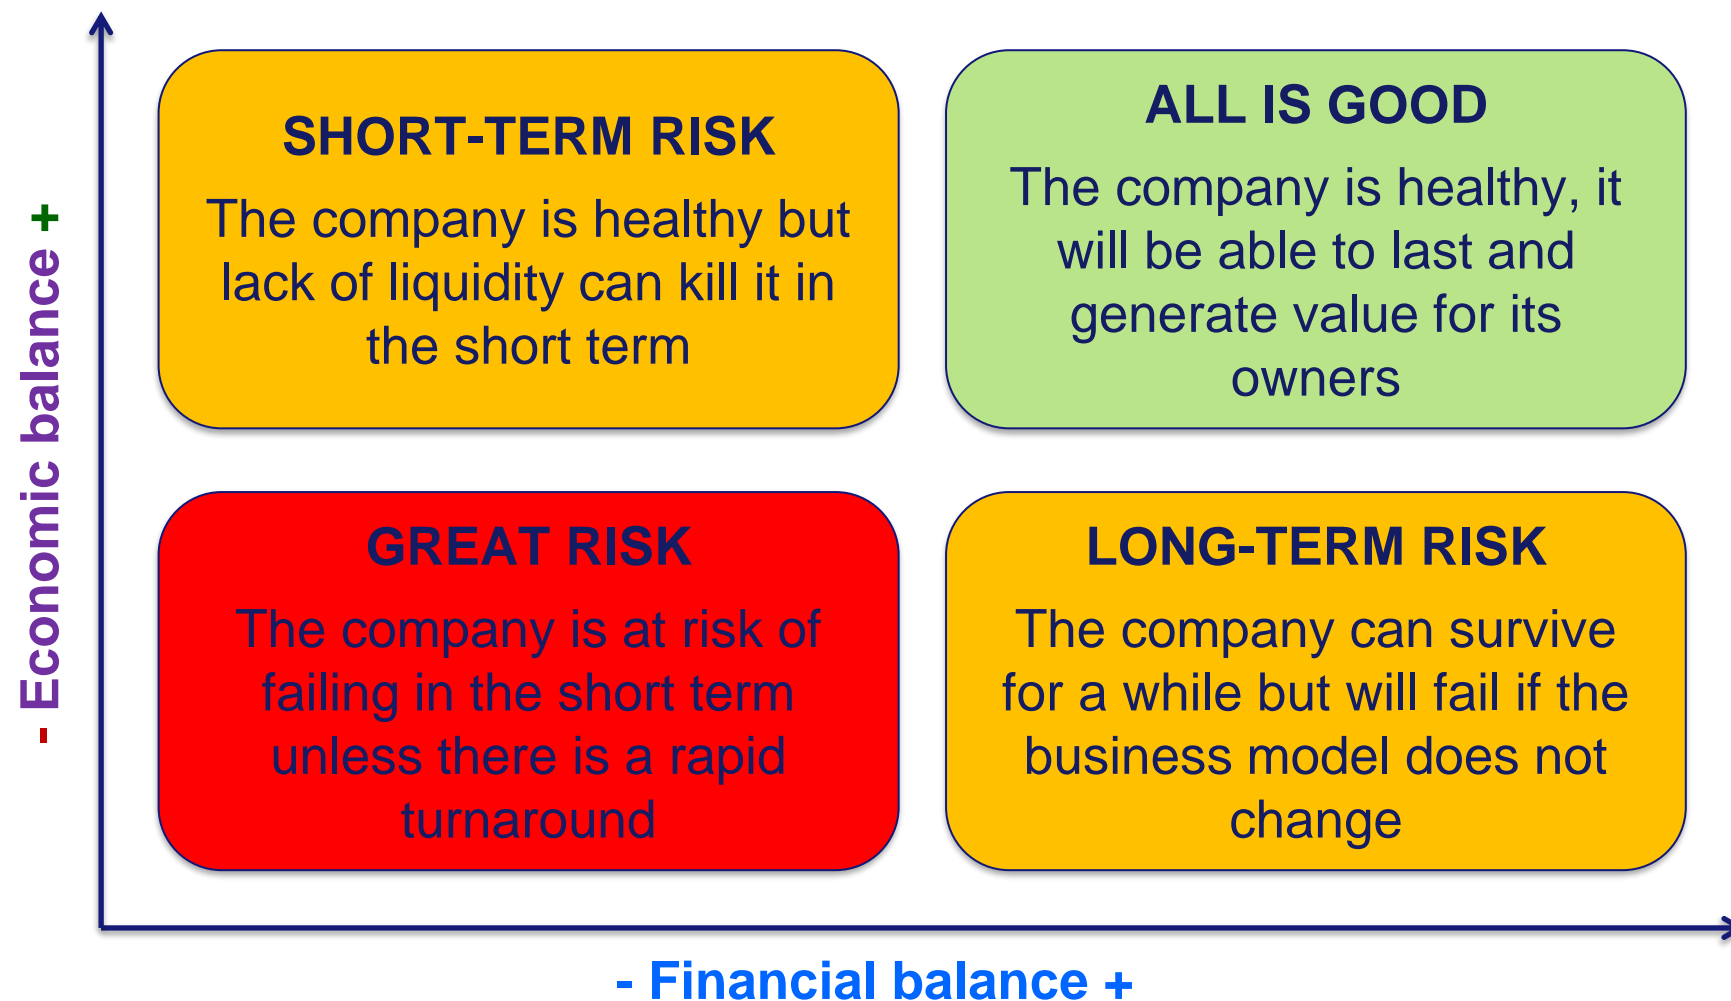 - Economic balance +
SHORT-TERM RISK
The company is healthy but
lack of liquidity can kill it in
the short term
ALL IS GOOD
The company is healthy, it
will be able to last and
generate value for its
owners
GREAT RISK
The company is at risk of
failing in the short term
unless there is a rapid
turnaround
LONG-TERM RISK
The company can survive
for a while but will fail if the
business model does not
change
- Financial balance +